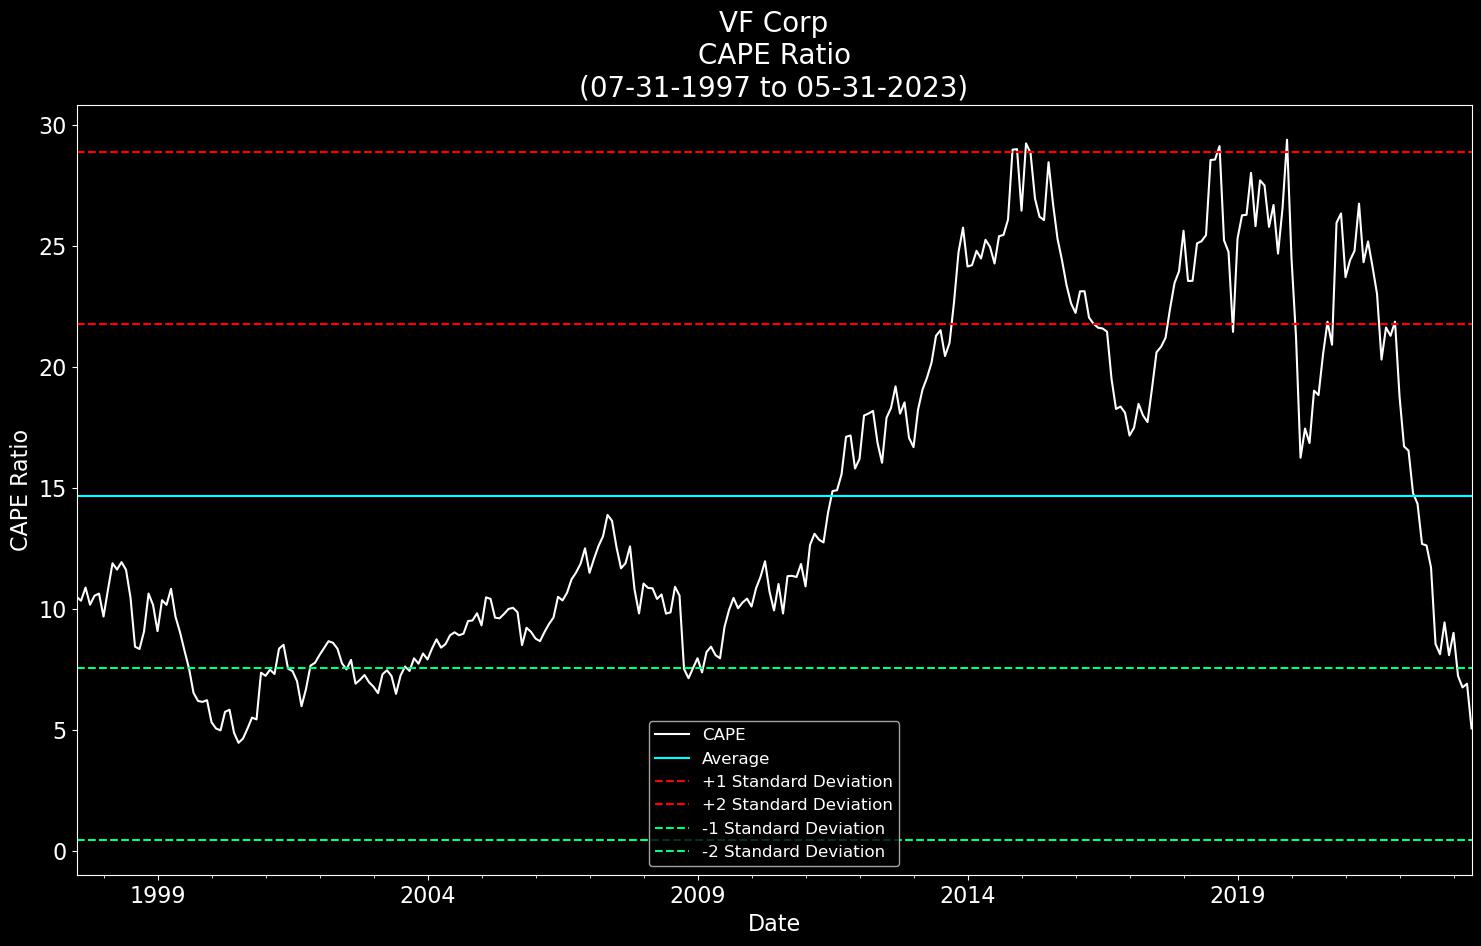 VF Corp
CAPE Ratio
(07-31-1997 to 05-31-2023)
30
25
20
15
10
5
0
CAPE Ratio
CAPE
Average
+1 Standard Deviation
+2 Standard Deviation
-1 Standard Deviation
-2 Standard Deviation
1999 2004 2009 2014 2019
Date